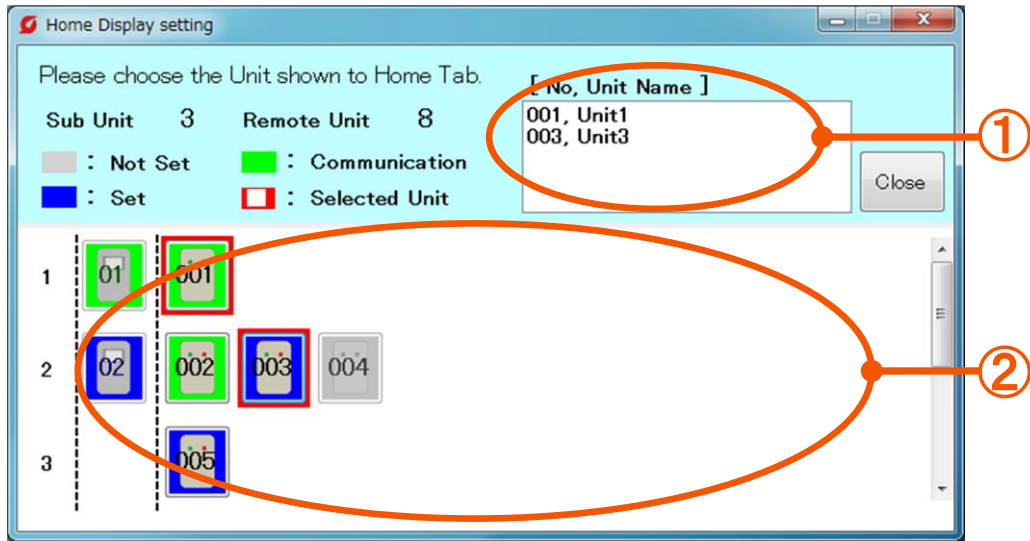 Home Display setting
Please choose the Unit shown to Home Tab.
[ No, Unit Name ]
Sub Unit 3 Remote Unit 8
001, Unit1
003, Unit3
: Not Set : Communication
: Set : Selected Unit
Close
①
1 01 001
2 02 002 003 004
②
3 005